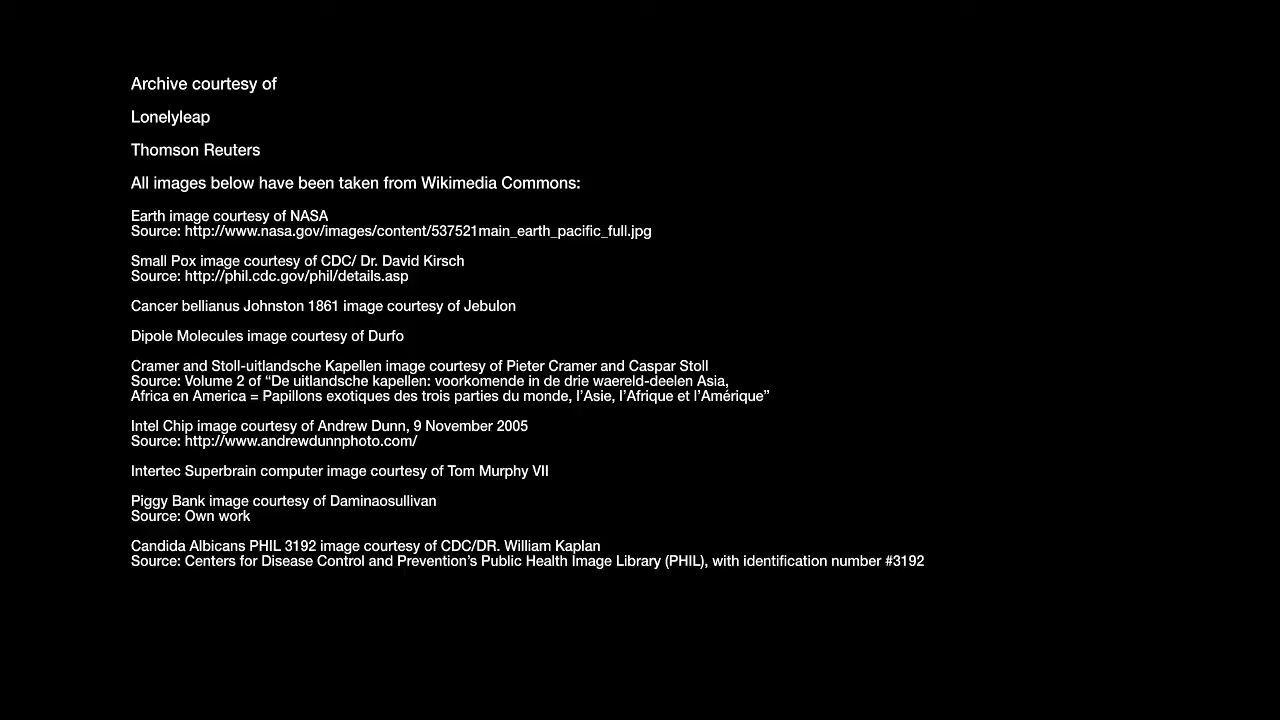 Archive courtesy of
Lonelyleap
Thomson Reuters
All images below have been taken from Wikimedia Commons:
Earth image courtesy of NASA
Source: http://www.nasa.gov/images/content/537521main_earth_pacific_full.jpg
Small Pox image courtesy of CDC/ Dr. David Kirsch
Source: http://phil.cdc.gov/phil/details.asp
Cancer bellianus Johnston 1861 image courtesy of Jebulon
Dipole Molecules image courtesy of Durfo
Cramer and Stoll-uitlandsche Kapellen image courtesy of Pieter Cramer and Caspar Stoll
Source: Volume 2 of “De uitlandsche kapellen: voorkomende in de drie waereld-deelen Asia,
Africa en America = Papillons exotiques des trois parties du monde, l’Asie, l’Afrique et l’Amérique”
Intel Chip image courtesy of Andrew Dunn, 9 November 2005
Source: http://www.andrewdunnphoto.com/
Intertec Superbrain computer image courtesy of Tom Murphy VII
Piggy Bank image courtesy of Daminaosullivan
Source: Own work
Candida Albicans PHIL 3192 image courtesy of CDC/DR. William Kaplan
Source: Centers for Disease Control and Prevention’s Public Health Image Library (PHIL), with identification number #3192